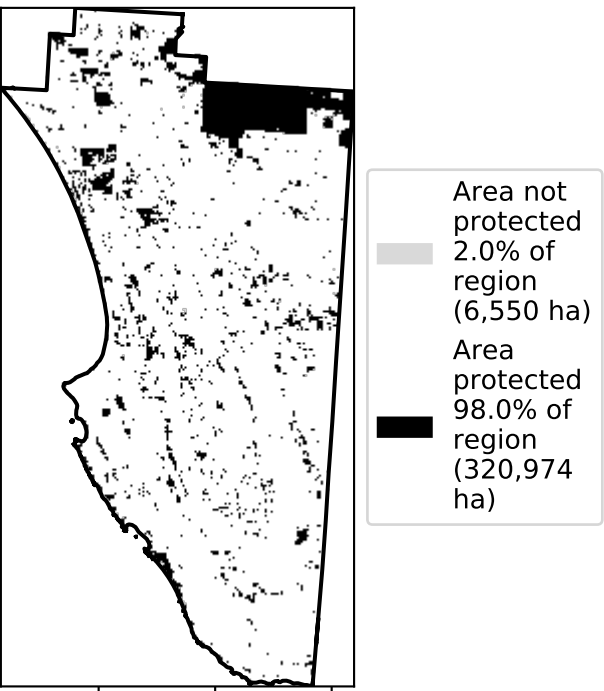 Area not
protected
2.0% of
region
(6,550 ha)
Area
protected
98.0% of
region
(320,974
ha)